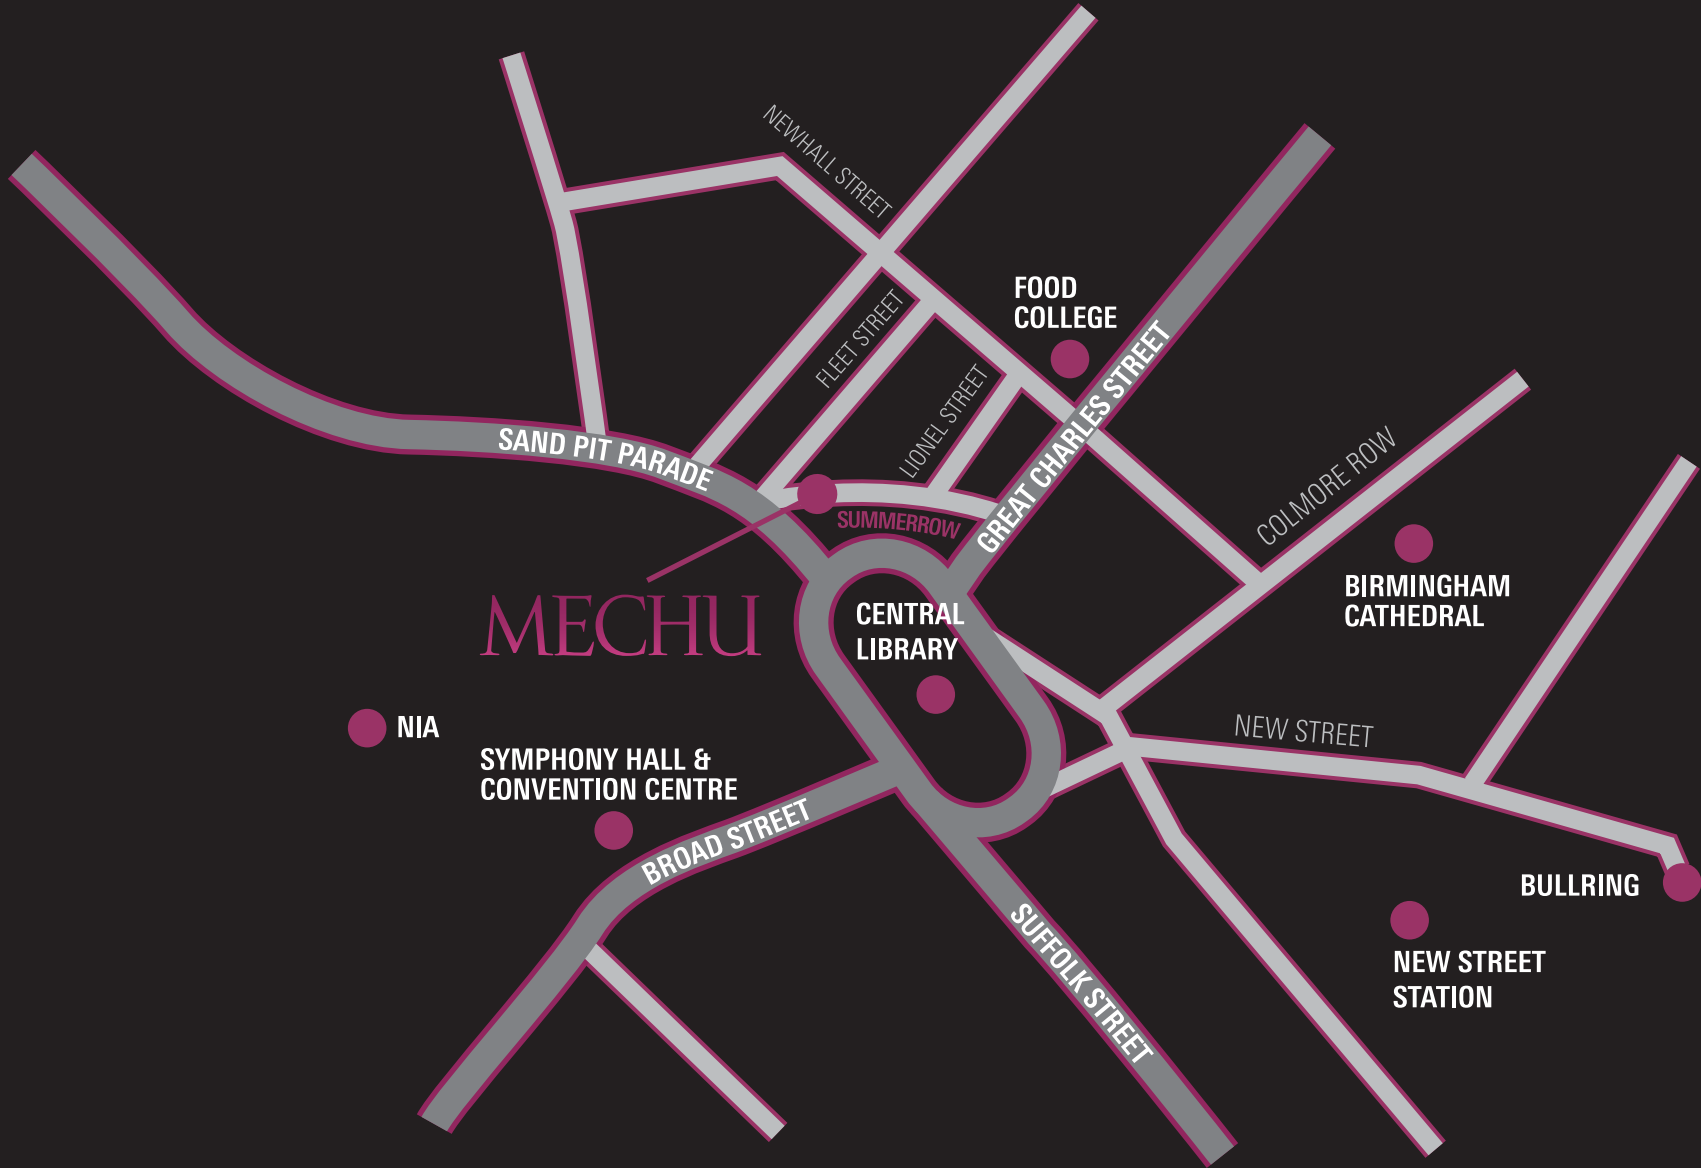 NEWHALL STREET
FOOD
COLLEGE
FLEET STREET
LIONEL STREET
GREAT CHARLES STREET
SAND PIT PARADE
COLMORE ROW
SUMMERROW
BIRMINGHAM
CATHEDRAL
MECHU
CENTRAL
LIBRARY
NIA
NEW STREET
SYMPHONY HALL &
CONVENTION CENTRE
BROAD STREET
BULLRING
SUFFOLK STREET
NEW STREET
STATION